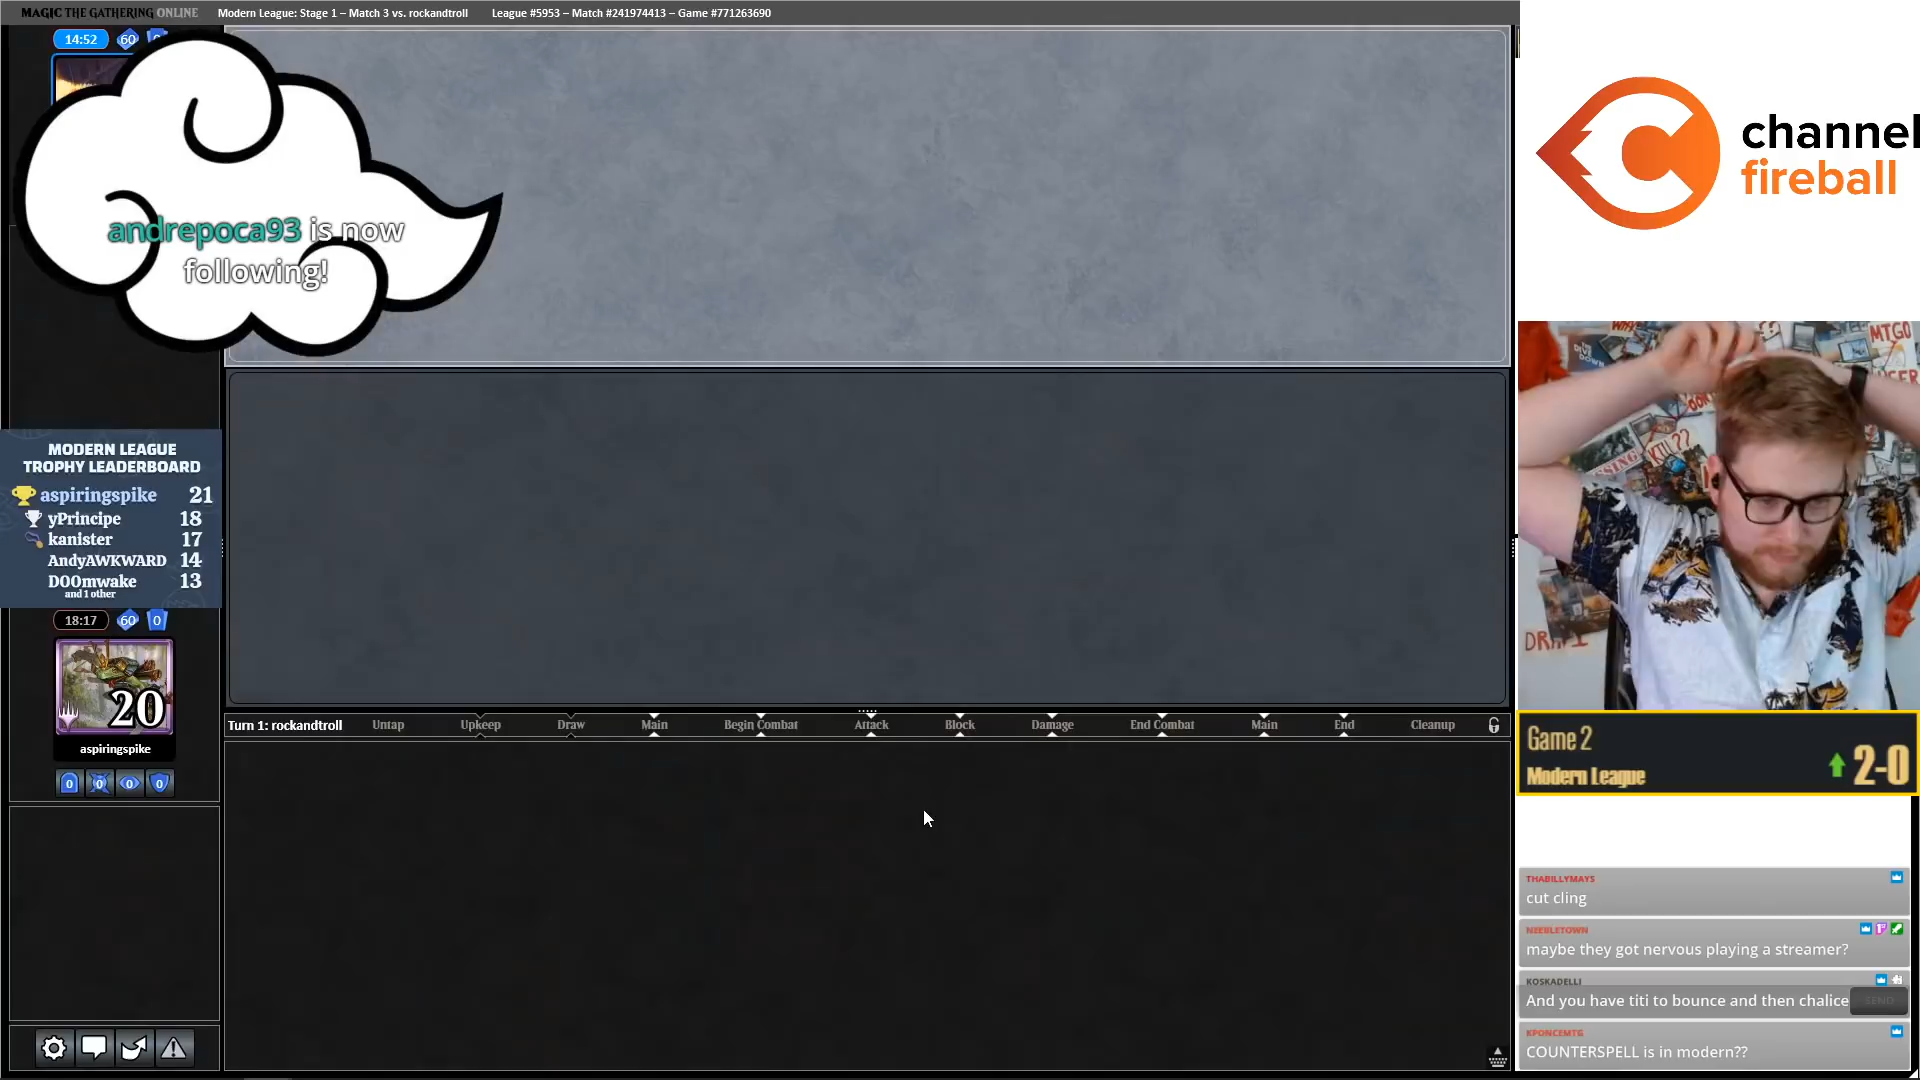 MAGIC THE GATHERING ONLINE
Modern League: Stage 1 – Match 3 vs. rockandtroll
League #5953 – Match #241974413 – Game #771263690
14:52
60
andrepoca93 is now
following!
channel
fireball
MODERN LEAGUE
TROPHY LEADERBOARD
aspiringspike 21
yPrincipe 18
kanister 17
AndyAWKWARD 14
D00mwake 13
and 1 other
18:17
60
0
20
aspiringspike
0 0 0 0
Turn 1: rockandtroll
Untap Upkeep Draw Main Begin Combat Attack Block Damage End Combat Main End Cleanup
MTGO
Game 2
Modern League
2-0
THABILLYMAYS
cut cling
NEEBLETOWN
maybe they got nervous playing a streamer?
KOSKADELLI
And you have titi to bounce and then chalice
SEND
KPONCEMTG
COUNTERSPELL is in modern??